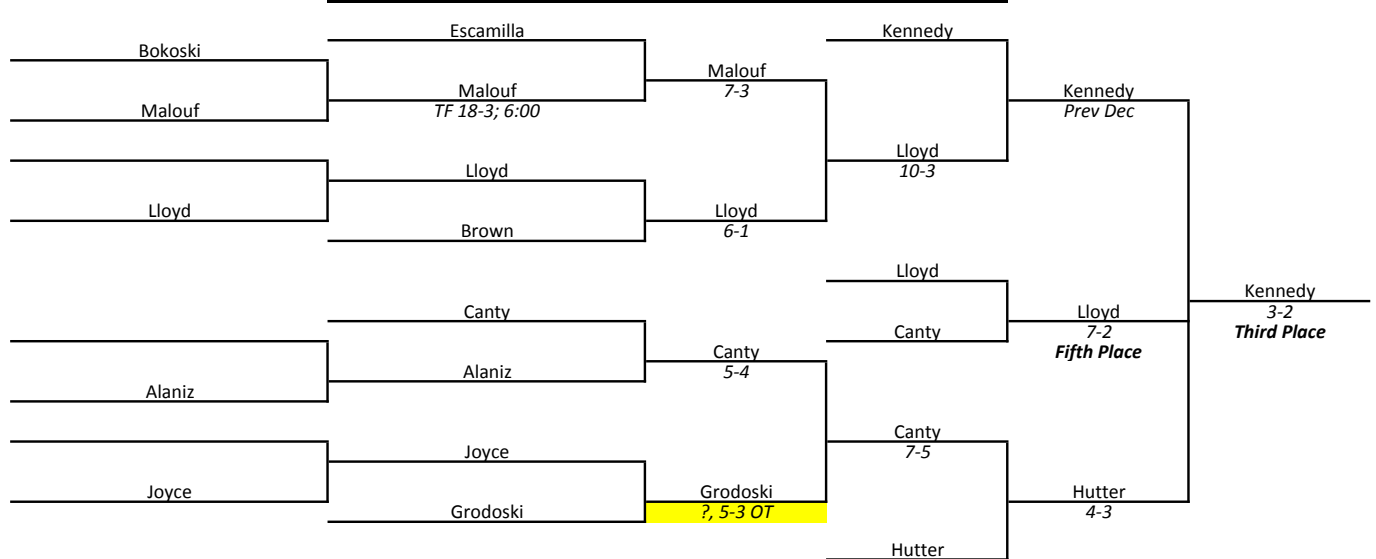 Escamilla
Kennedy
Bokoski
Malouf
7-3
Malouf
TF 18-3; 6:00
Kennedy
Prev Dec
Malouf
Lloyd
10-3
Lloyd
Lloyd
Lloyd
6-1
Brown
Lloyd
Kennedy
3-2
Third Place
Canty
Lloyd
7-2
Fifth Place
Canty
Canty
5-4
Alaniz
Alaniz
Canty
7-5
Joyce
Joyce
Grodoski
?, 5-3 OT
Hutter
4-3
Grodoski
Hutter